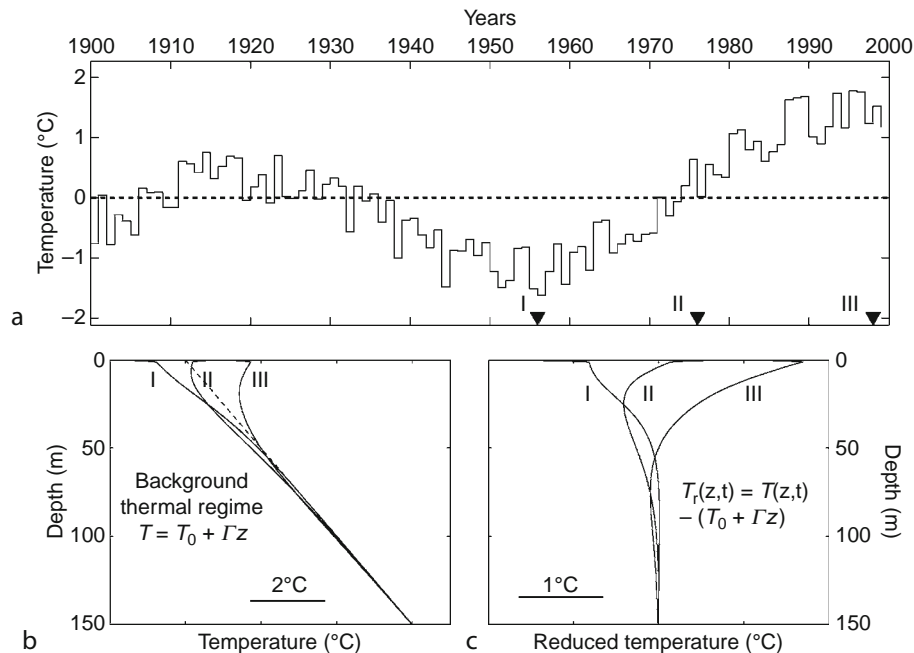 Years
1900 1910 1920 1930 1940 1950 1960 1970 1980 1990 2000
Temperature (°C)
2
1
0
−1
−2
I II III
a
0
50
100
150
Depth (m)
I II III
Background
thermal regime
T = T₀ + Γz
2°C
b
Temperature (°C)
I II III
Tᵣ(z,t) = T(z,t)
− (T₀ + Γz)
1°C
0
50
100
150
Depth (m)
c
Reduced temperature (°C)